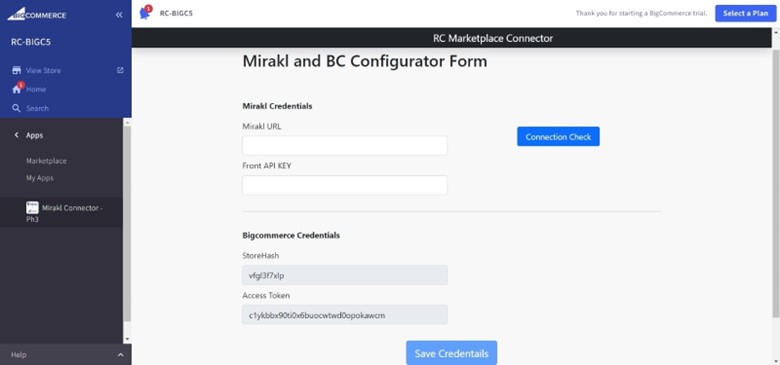 BIGCOMMERCE
«
RC-BIGC5
View Store
1
Home
Search
Apps
Marketplace
My Apps
Mirakl Connector -
Ph3
Help
RC-BIGC5
Thank you for starting a BigCommerce trial.
Select a Plan
RC Marketplace Connector
Mirakl and BC Configurator Form
Mirakl Credentials
Mirakl URL
Connection Check
Front API KEY
Bigcommerce Credentials
StoreHash
vfgl3f7xlp
Access Token
c1ykbbx90ti0x6buocwtwd0opokawcm
Save Credentails